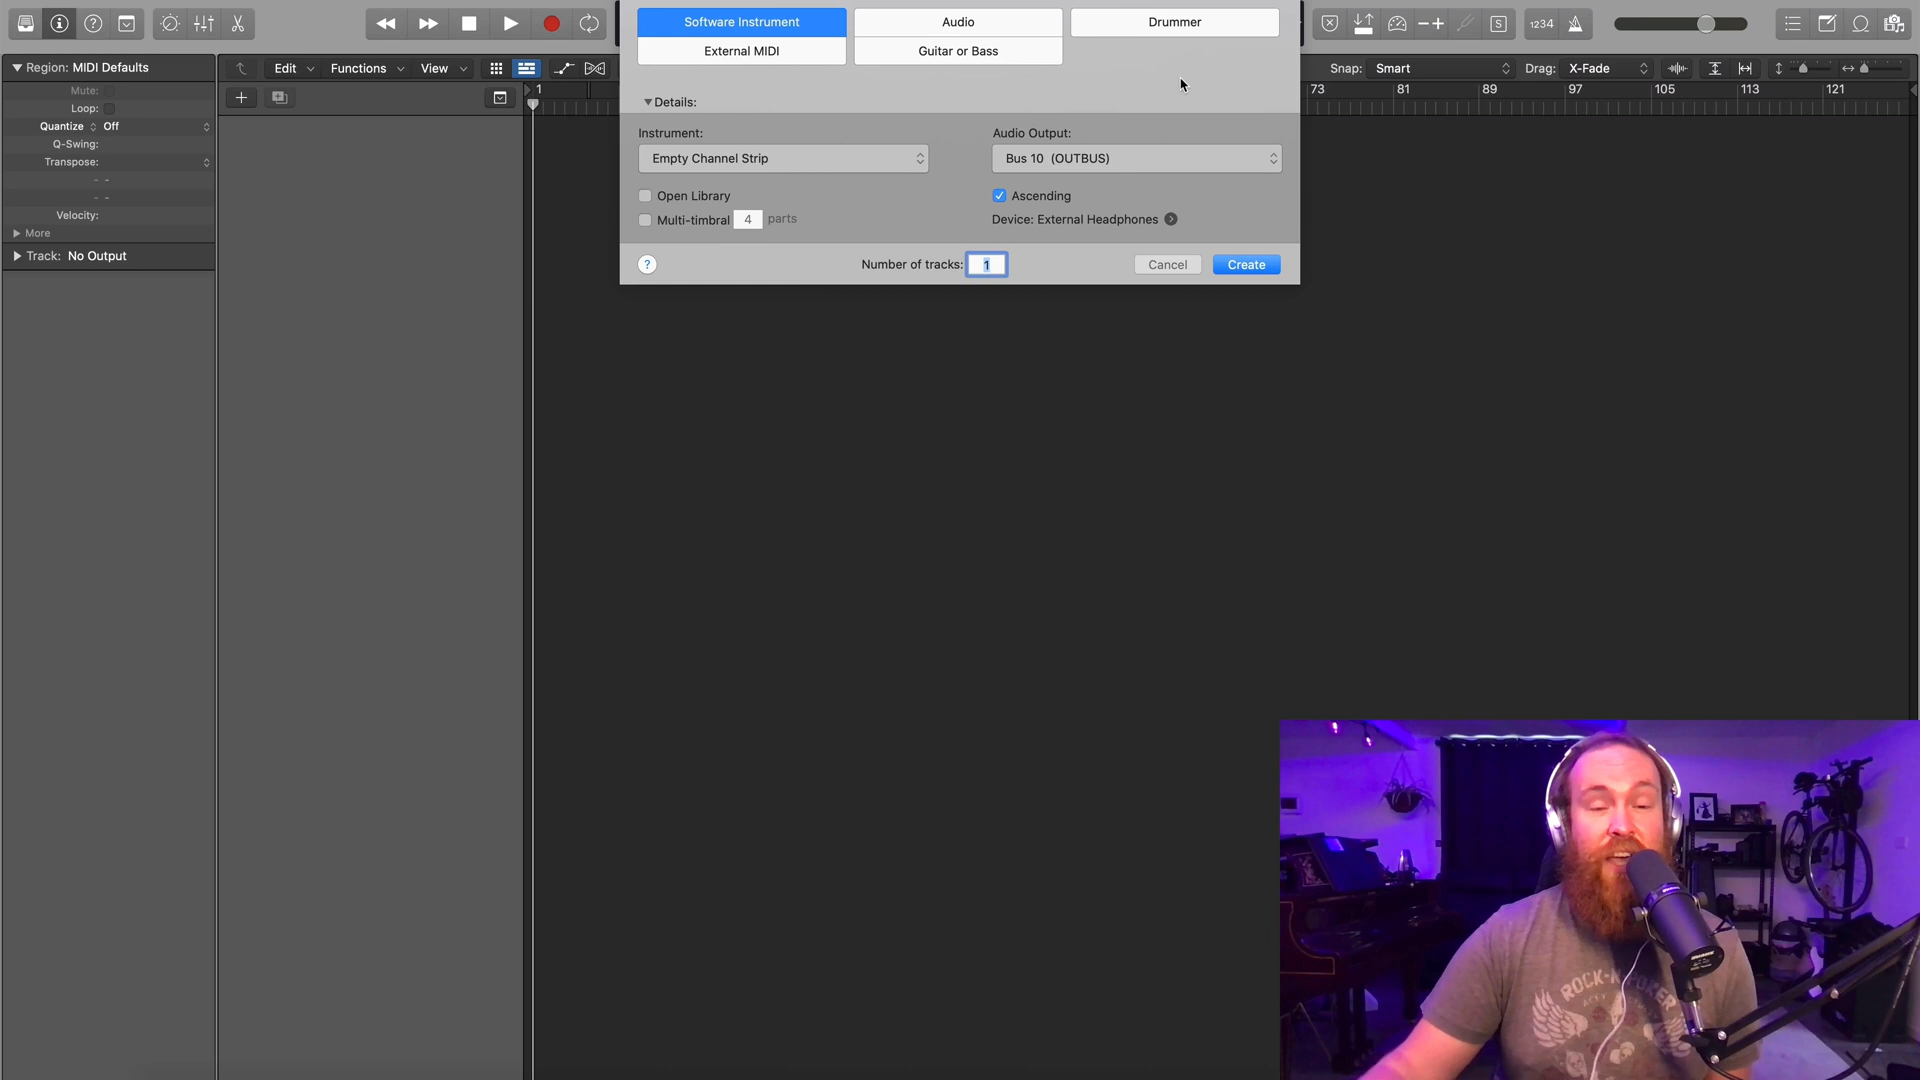 Software Instrument
Audio
Drummer
External MIDI
Guitar or Bass
1234
Region: MIDI Defaults
Edit
Functions
View
Snap: Smart
Drag: X-Fade
Mute:
Loop:
Quantize Off
Q-Swing:
Transpose:
Velocity:
More
Track: No Output
1
73
81
89
97
105
113
121
Details:
Instrument:
Empty Channel Strip
Open Library
Multi-timbral 4 parts
Audio Output:
Bus 10 (OUTBUS)
Ascending
Device: External Headphones
Number of tracks: 1
Cancel
Create